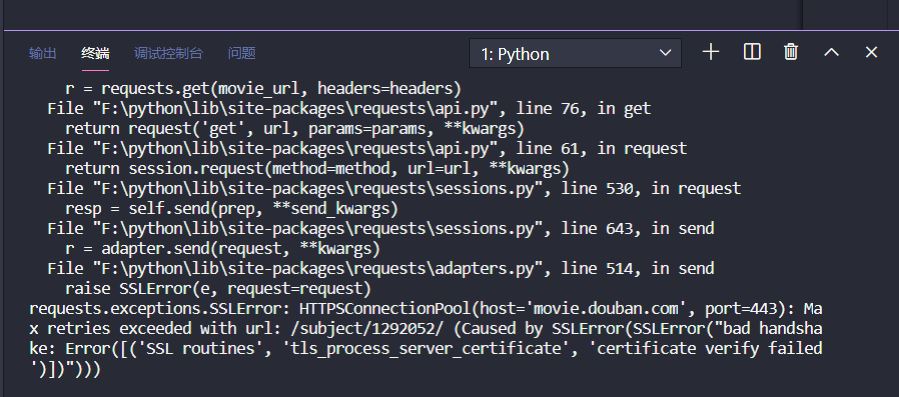 输出 终端 调试控制台 问题 1: Python
r = requests.get(movie_url, headers=headers)
File "F:\python\lib\site-packages\requests\api.py", line 76, in get
return request('get', url, params=params, **kwargs)
File "F:\python\lib\site-packages\requests\api.py", line 61, in request
return session.request(method=method, url=url, **kwargs)
File "F:\python\lib\site-packages\requests\sessions.py", line 530, in request
resp = self.send(prep, **send_kwargs)
File "F:\python\lib\site-packages\requests\sessions.py", line 643, in send
r = adapter.send(request, **kwargs)
File "F:\python\lib\site-packages\requests\adapters.py", line 514, in send
raise SSLError(e, request=request)
requests.exceptions.SSLError: HTTPSConnectionPool(host='movie.douban.com', port=443): Ma
x retries exceeded with url: /subject/1292052/ (Caused by SSLError(SSLError("bad handsha
ke: Error([('SSL routines', 'tls_process_server_certificate', 'certificate verify failed
')])")))